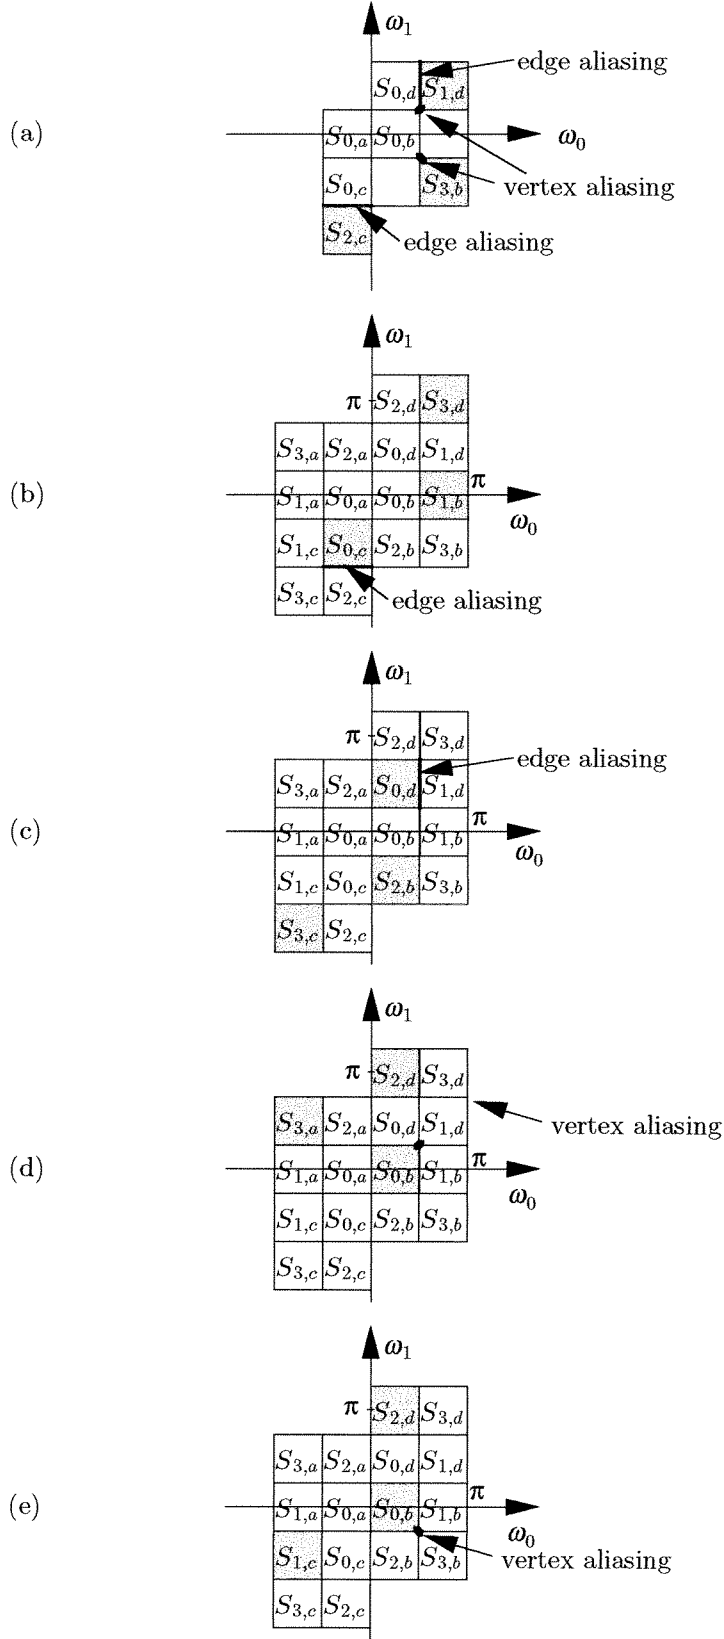 ω₁
edge aliasing
S₀,d S₁,d
(a)
S₀,a S₀,b
ω₀
S₀,c S₃,b
vertex aliasing
S₂,c
edge aliasing
ω₁
π S₂,d S₃,d
S₃,a S₂,a S₀,d S₁,d
π
(b)
S₁,a S₀,a S₀,b S₁,b
ω₀
S₁,c S₀,c S₂,b S₃,b
S₃,c S₂,c
edge aliasing
ω₁
π S₂,d S₃,d
edge aliasing
S₃,a S₂,a S₀,d S₁,d
π
(c)
S₁,a S₀,a S₀,b S₁,b
ω₀
S₁,c S₀,c S₂,b S₃,b
S₃,c S₂,c
ω₁
π S₂,d S₃,d
S₃,a S₂,a S₀,d S₁,d
vertex aliasing
π
(d)
S₁,a S₀,a S₀,b S₁,b
ω₀
S₁,c S₀,c S₂,b S₃,b
S₃,c S₂,c
ω₁
π S₂,d S₃,d
S₃,a S₂,a S₀,d S₁,d
π
(e)
S₁,a S₀,a S₀,b S₁,b
ω₀
S₁,c S₀,c S₂,b S₃,b
vertex aliasing
S₃,c S₂,c